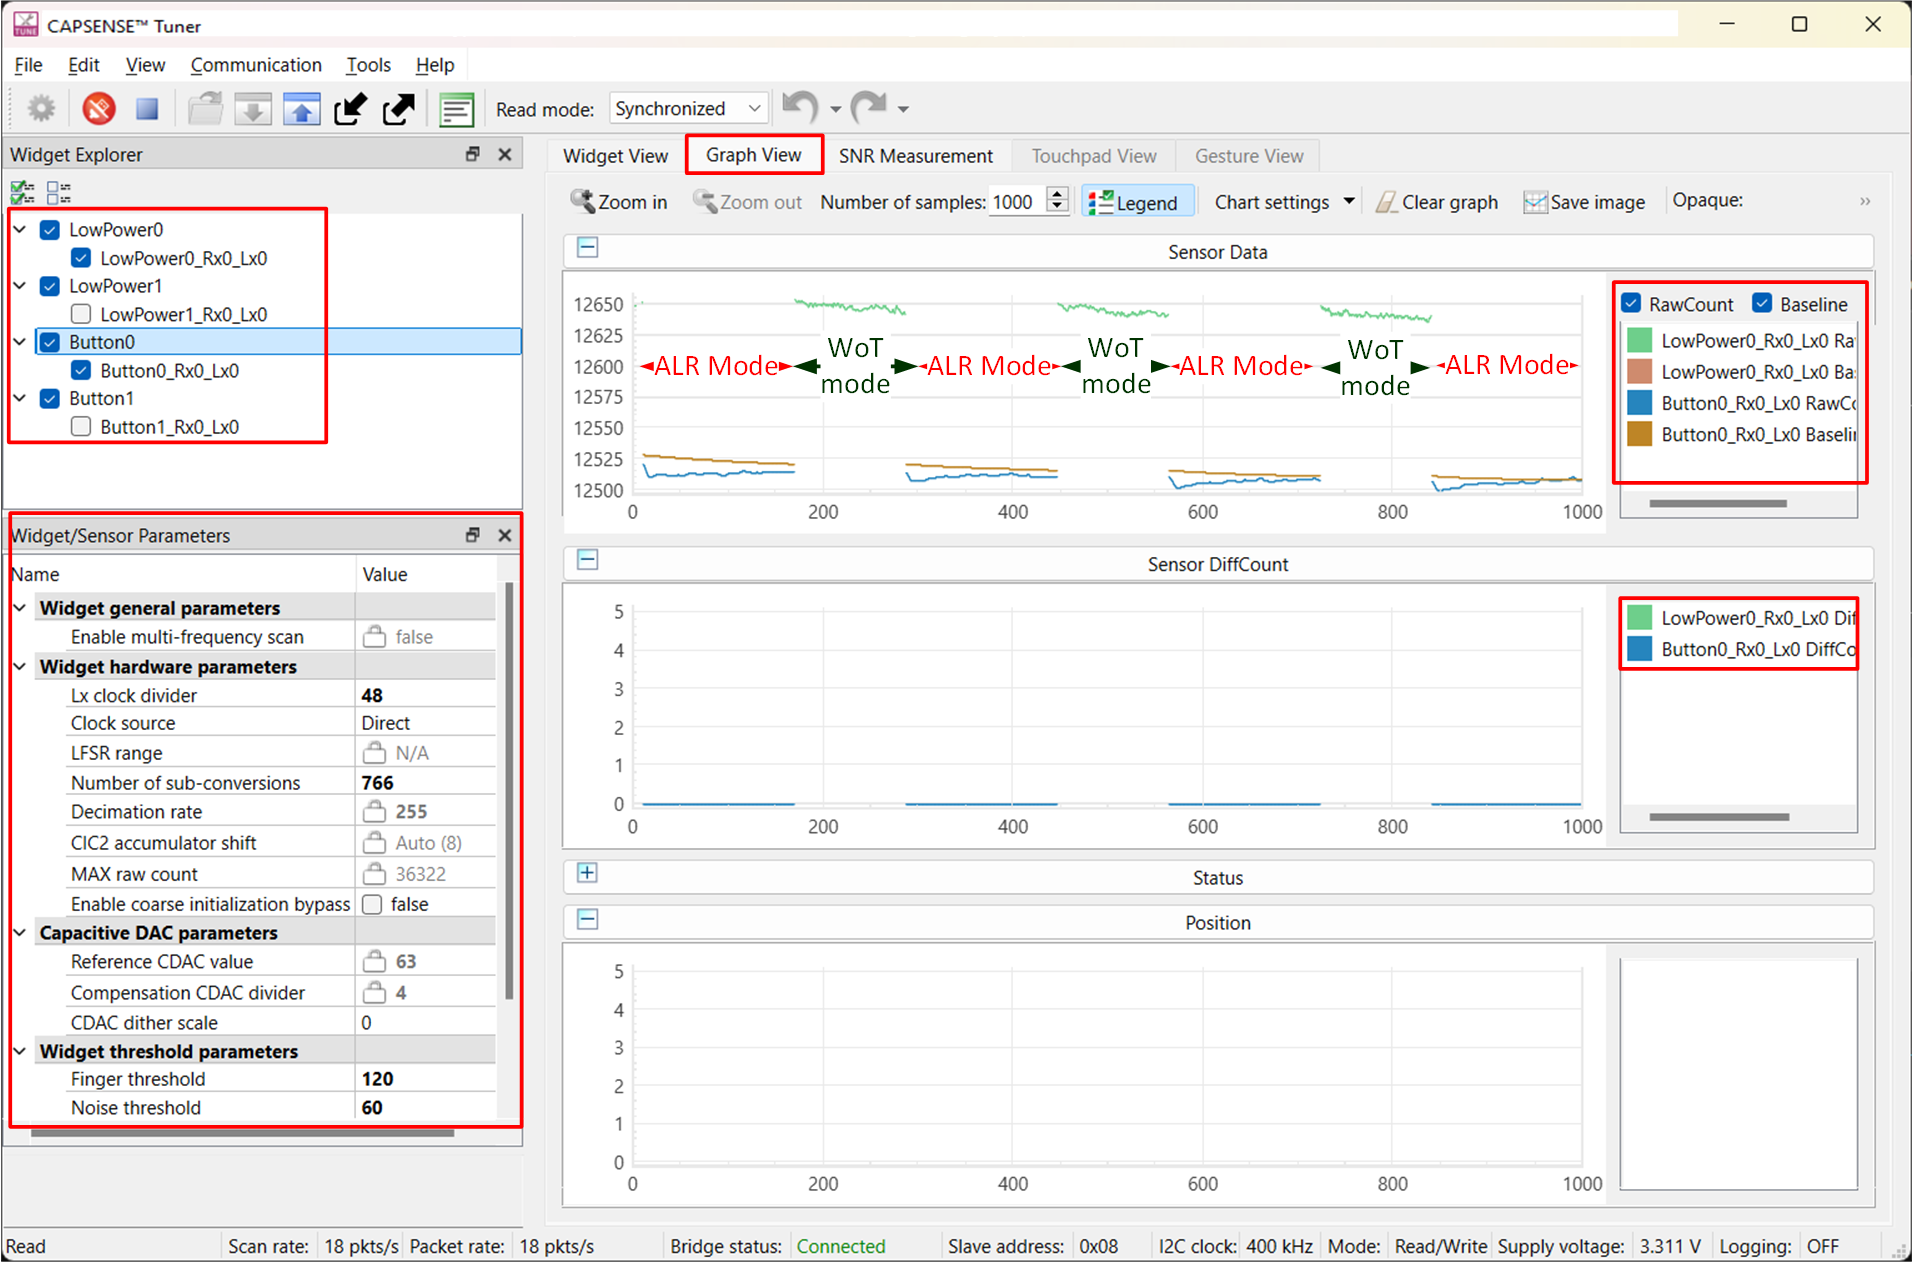 CAPSENSE™ Tuner
File Edit View Communication Tools Help
Read mode: Synchronized
Widget Explorer
LowPower0
LowPower0_Rx0_Lx0
LowPower1
LowPower1_Rx0_Lx0
Button0
Button0_Rx0_Lx0
Button1
Button1_Rx0_Lx0
Widget/Sensor Parameters
Name Value
Widget general parameters
Enable multi-frequency scan false
Widget hardware parameters
Lx clock divider 48
Clock source Direct
LFSR range N/A
Number of sub-conversions 766
Decimation rate 255
CIC2 accumulator shift Auto (8)
MAX raw count 36322
Enable coarse initialization bypass false
Capacitive DAC parameters
Reference CDAC value 63
Compensation CDAC divider 4
CDAC dither scale 0
Widget threshold parameters
Finger threshold 120
Noise threshold 60
Widget View Graph View SNR Measurement Touchpad View Gesture View
Zoom in Zoom out Number of samples: 1000 Legend Chart settings Clear graph Save image Opaque: »
Sensor Data
12650
12625
12600
12575
12550
12525
12500
0 200 400 600 800 1000
ALR Mode WoT mode ALR Mode WoT mode ALR Mode WoT mode ALR Mode
RawCount Baseline
LowPower0_Rx0_Lx0 Ra
LowPower0_Rx0_Lx0 Ba
Button0_Rx0_Lx0 RawCo
Button0_Rx0_Lx0 Baselin
Sensor DiffCount
5
4
3
2
1
0
0 200 400 600 800 1000
LowPower0_Rx0_Lx0 Dif
Button0_Rx0_Lx0 DiffCo
Status
Position
5
4
3
2
1
0
0 200 400 600 800 1000
Read Scan rate: 18 pkts/s Packet rate: 18 pkts/s Bridge status: Connected Slave address: 0x08 I2C clock: 400 kHz Mode: Read/Write Supply voltage: 3.311 V Logging: OFF